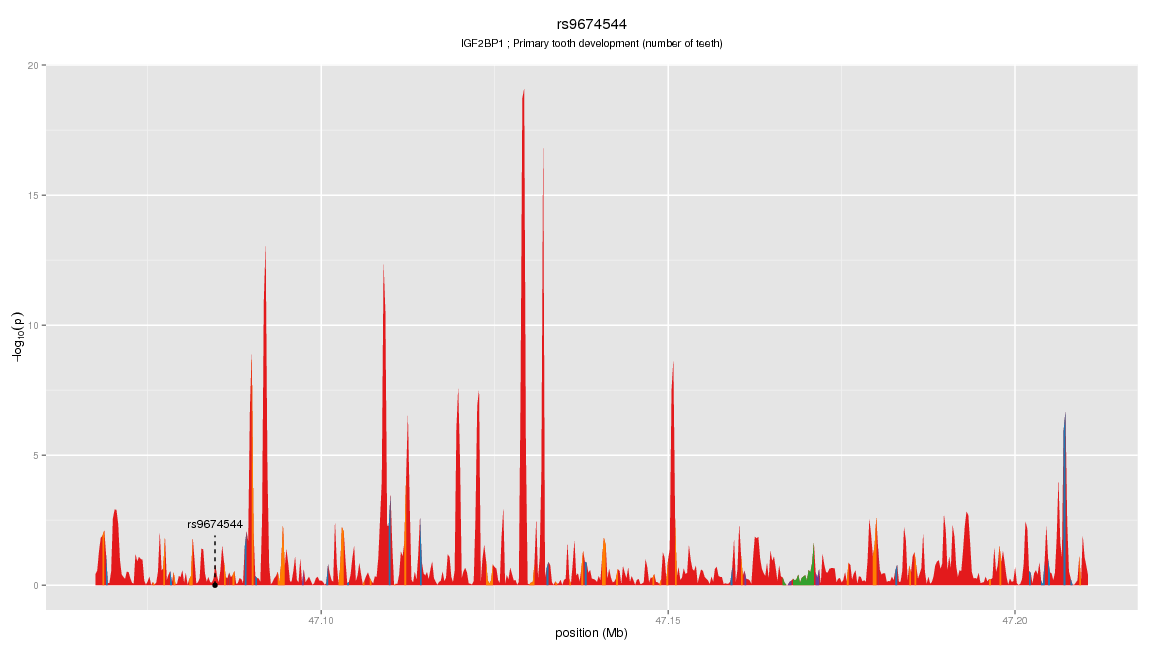 rs9674544
IGF2BP1 ; Primary tooth development (number of teeth)
20
15
10
5
0
−log10(p)
rs9674544
47.10
47.15
47.20
position (Mb)